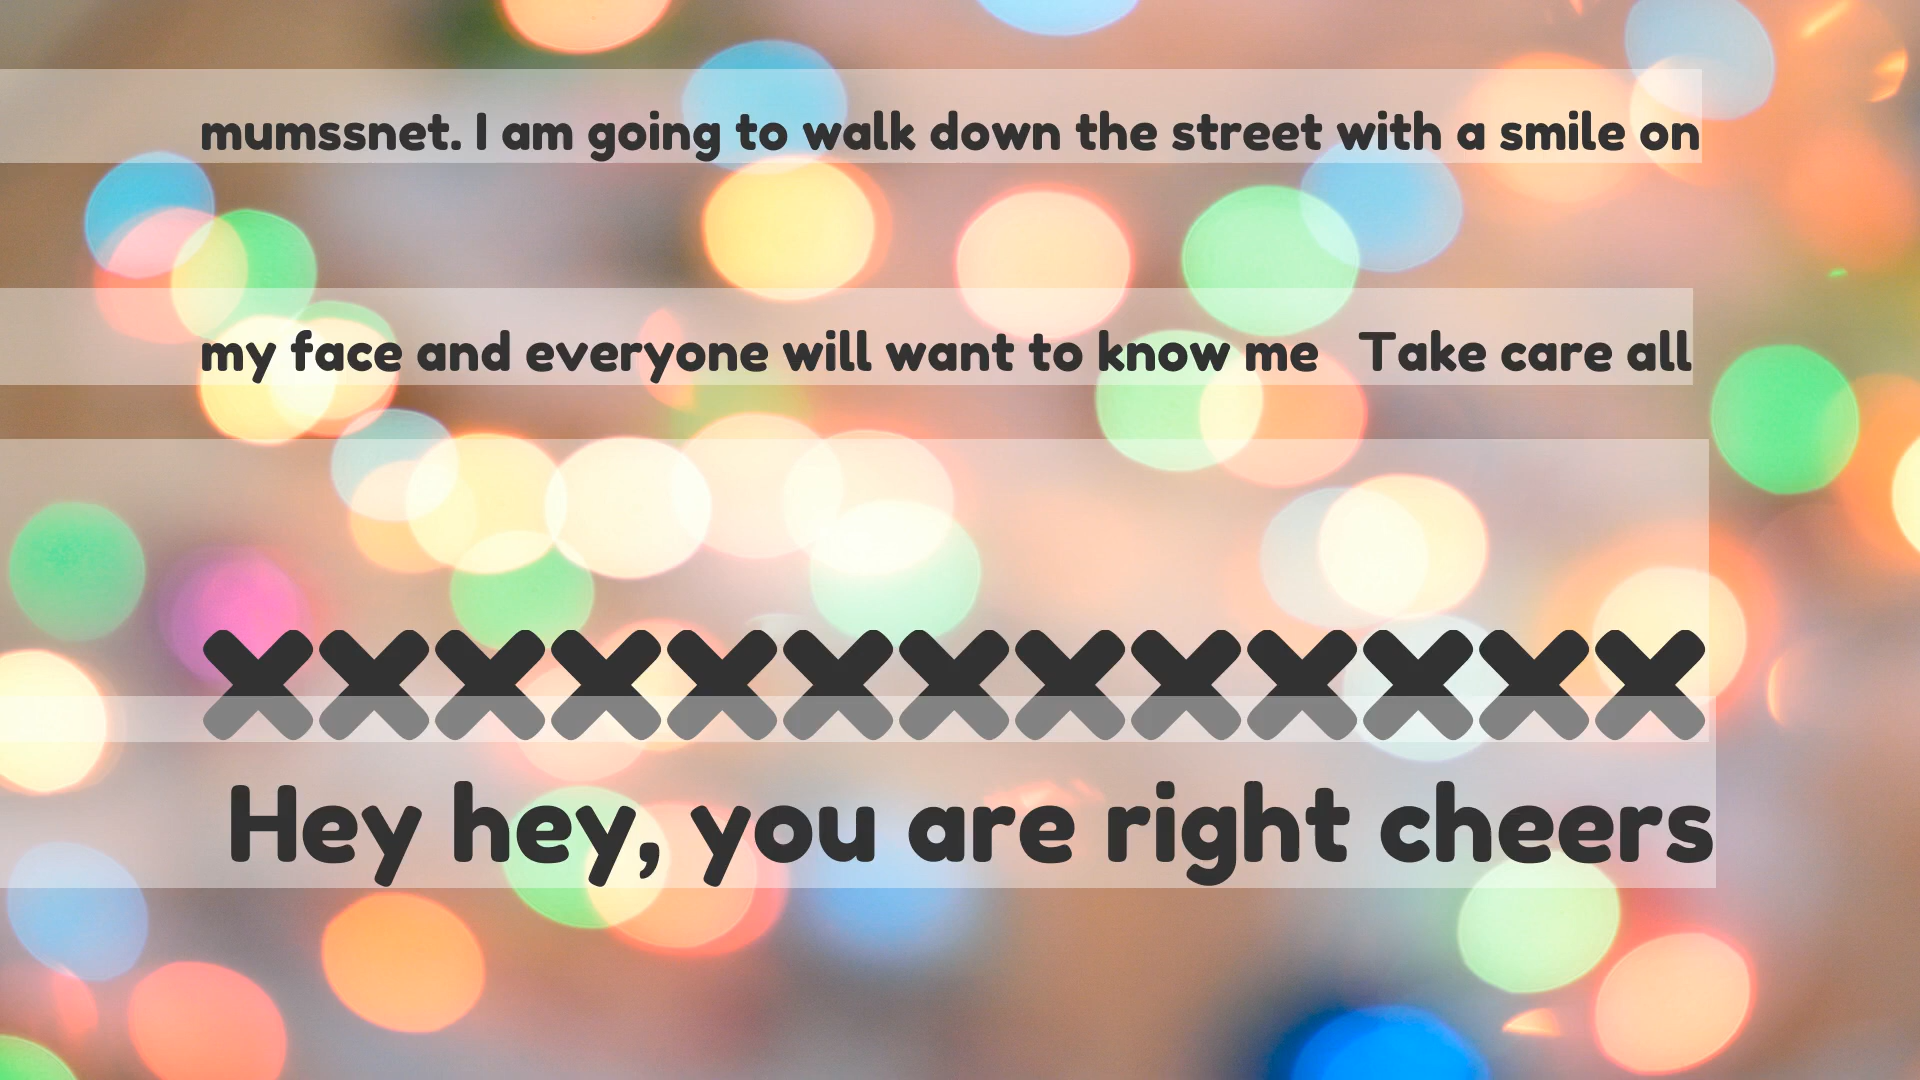 mumssnet. I am going to walk down the street with a smile on
my face and everyone will want to know me   Take care all
xxxxxxxxxxxxx
Hey hey, you are right cheers